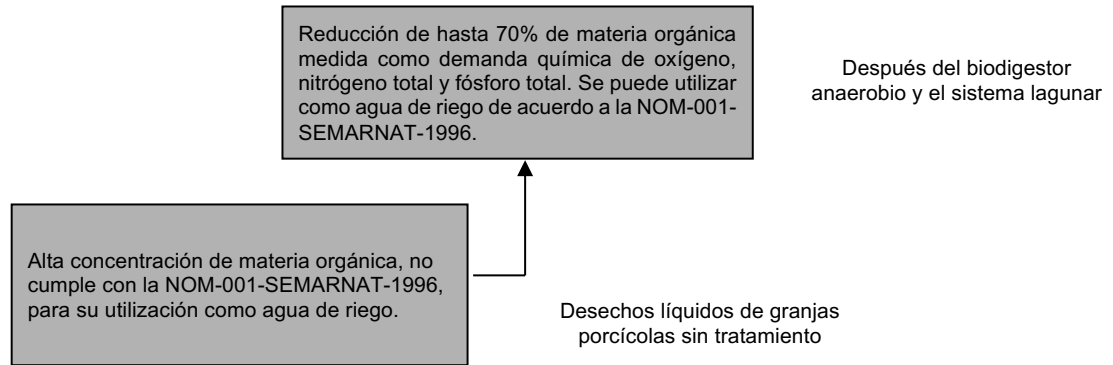 Reducción de hasta 70% de materia orgánica
medida como demanda química de oxígeno,
nitrógeno total y fósforo total. Se puede utilizar
como agua de riego de acuerdo a la NOM-001-
SEMARNAT-1996.
Después del biodigestor
anaerobio y el sistema lagunar
Alta concentración de materia orgánica, no
cumple con la NOM-001-SEMARNAT-1996,
para su utilización como agua de riego.
Desechos líquidos de granjas
porcícolas sin tratamiento